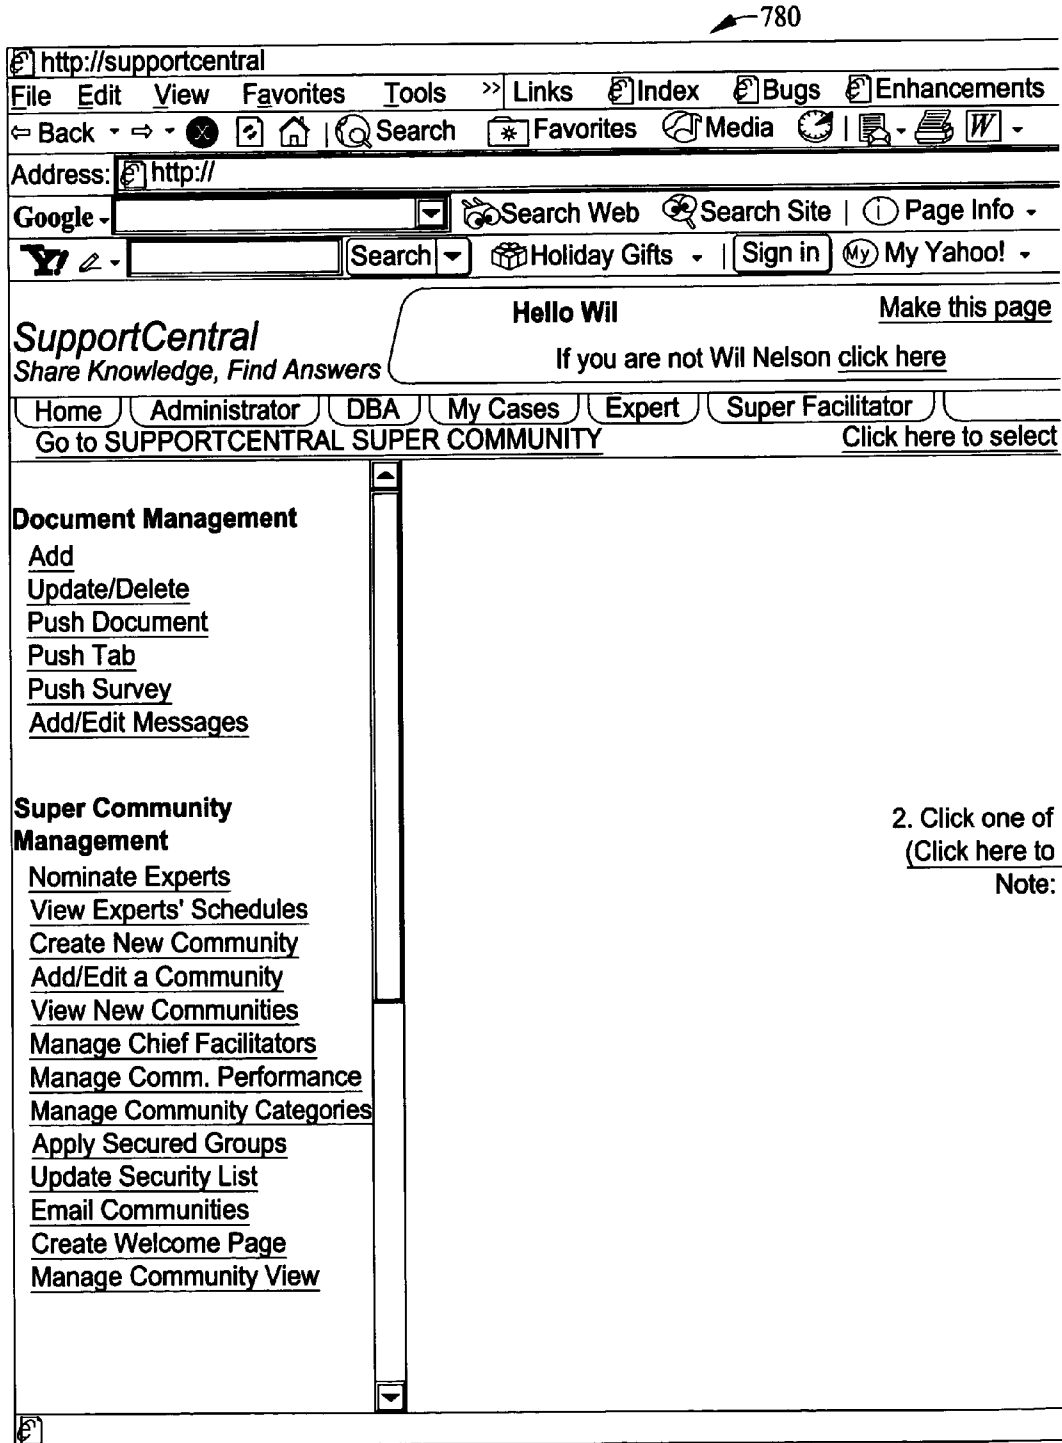 780
http://supportcentral
File Edit View Favorites Tools >> Links Index Bugs Enhancements
Back Search Favorites Media W
Address: http://
Google Search Web Search Site | i Page Info
Y! Search Holiday Gifts | Sign in My My Yahoo!
Hello Wil Make this page
SupportCentral
Share Knowledge, Find Answers
If you are not Wil Nelson click here
Home Administrator DBA My Cases Expert Super Facilitator
Go to SUPPORTCENTRAL SUPER COMMUNITY Click here to select
Document Management
Add
Update/Delete
Push Document
Push Tab
Push Survey
Add/Edit Messages
Super Community
Management
Nominate Experts
View Experts' Schedules
Create New Community
Add/Edit a Community
View New Communities
Manage Chief Facilitators
Manage Comm. Performance
Manage Community Categories
Apply Secured Groups
Update Security List
Email Communities
Create Welcome Page
Manage Community View
2. Click one of
(Click here to
Note: